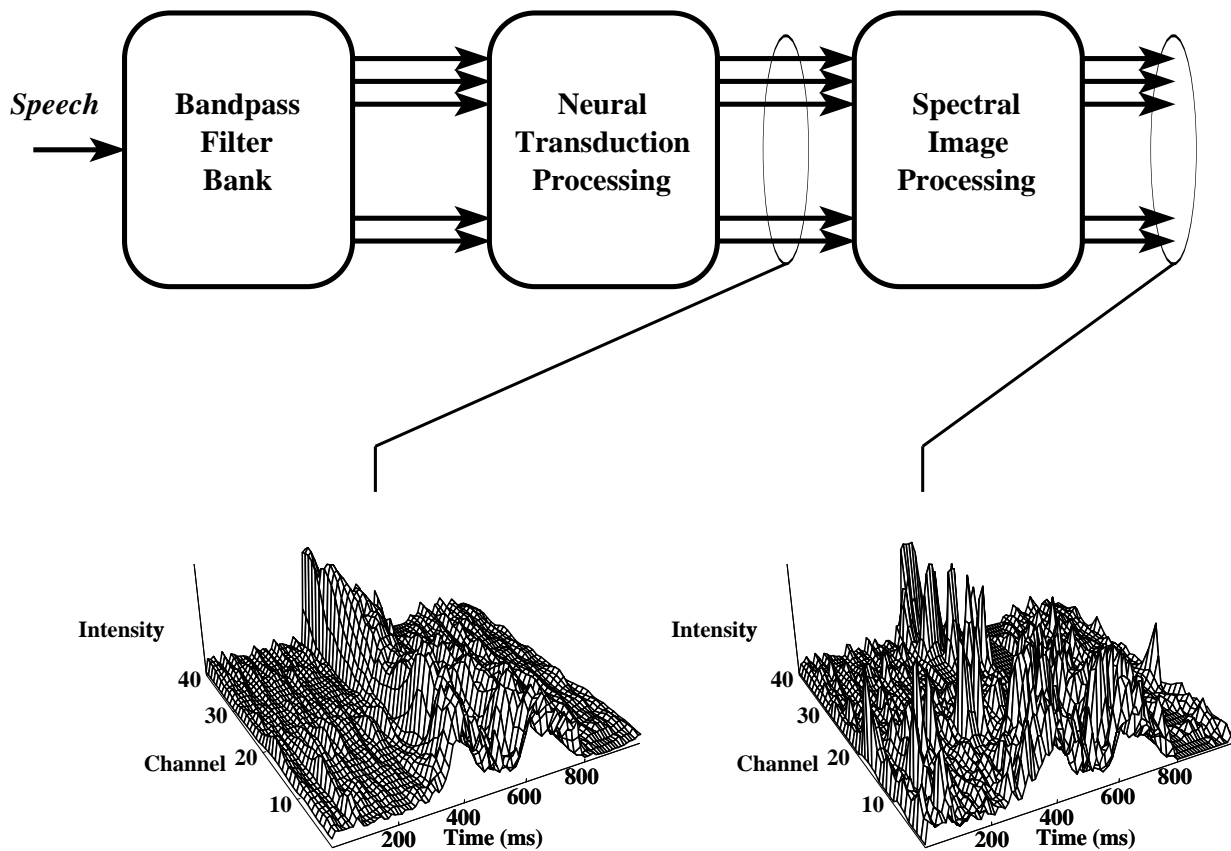 Speech
Bandpass
Filter
Bank
Neural
Transduction
Processing
Spectral
Image
Processing
Intensity
40
30
Channel 20
10
200
400
600
800
Time (ms)
Intensity
40
30
Channel 20
10
200
400
600
800
Time (ms)